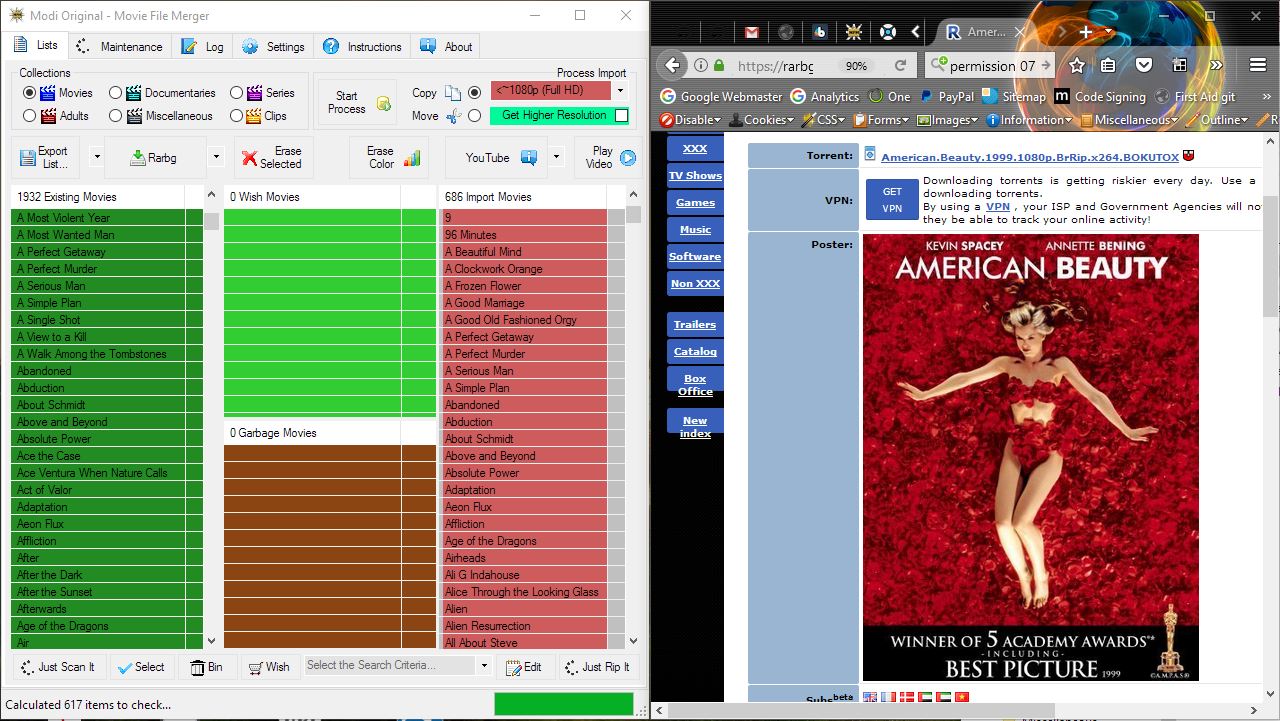 Modi Original - Movie File Merger
Maintenance
Settings
Instructions
About
Collections
Movies
Documentaries
Series
Adult
Miscellaneous
Clips
Process Import
Start
Process
Copy
Move
<~1080p (Full HD)
Get Higher Resolution
Export
List...
Rarbg
Erase
Selected
Erase
Color
YouTube
Play
Video
1932 Existing Movies
A Most Violent Year
A Most Wanted Man
A Perfect Getaway
A Perfect Murder
A Serious Man
A Simple Plan
A Single Shot
A View to a Kill
A Walk Among the Tombstones
Abandoned
Abduction
About Schmidt
Above and Beyond
Absolute Power
Ace the Case
Ace Ventura When Nature Calls
Act of Valor
Adaptation
Aeon Flux
Affliction
After
After the Dark
After the Sunset
Afterwards
Age of the Dragons
Air
0 Wish Movies
0 Garbage Movies
686 Import Movies
9
96 Minutes
A Beautiful Mind
A Clockwork Orange
A Frozen Flower
A Good Marriage
A Good Old Fashioned Orgy
A Perfect Getaway
A Perfect Murder
A Serious Man
A Simple Plan
Abandoned
Abduction
About Schmidt
Above and Beyond
Absolute Power
Adaptation
Aeon Flux
Affliction
Age of the Dragons
Airheads
Ali G Indahouse
Alice Through the Looking Glass
Alien
Alien Resurrection
All About Steve
Just Scan It
Select
Bin
Wish
Search Criteria...
Edit
Just Rip It
Calculated 617 items to check...
R Amer...
https://rarbg
90%
permission 07
Google Webmaster
Analytics
One
PayPal
Sitemap
m Code Signing
First Aid git
Disable
Cookies
CSS
Forms
Images
Information
Miscellaneous
Outline
XXX
TV Shows
Games
Music
Software
Non XXX
Trailers
Catalog
Box
Office
New
index
Torrent:
American.Beauty.1999.1080p.BrRip.x264.BOKUTOX
VPN:
GET
VPN
Downloading torrents is getting riskier every day. Use a
downloading torrents.
By using a VPN , your ISP and Government Agencies will no
they be able to track your online activity!
Poster:
KEVIN SPACEY ANNETTE BENING
AMERICAN BEAUTY
WINNER OF 5 ACADEMY AWARDS®*
-INCLUDING-
BEST PICTURE 1999
©A.M.P.A.S.®
Subs beta